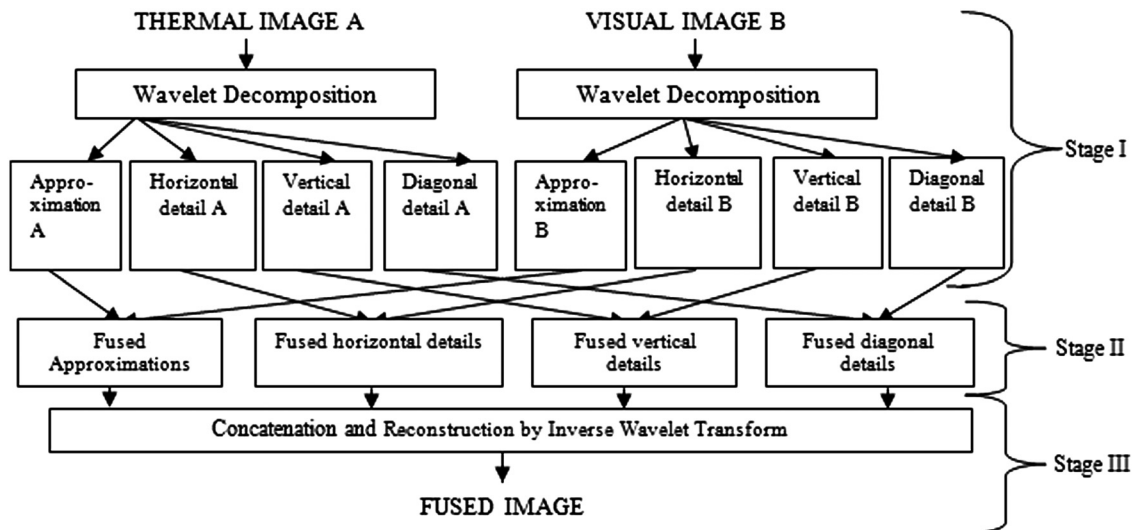 THERMAL IMAGE A
VISUAL IMAGE B
Wavelet Decomposition
Wavelet Decomposition
Stage I
Appro-
ximation
A
Horizontal
detail A
Vertical
detail A
Diagonal
detail A
Appro-
ximation
B
Horizontal
detail B
Vertical
detail B
Diagonal
detail B
Fused
Approximations
Fused horizontal details
Fused vertical
details
Fused diagonal
details
Stage II
Concatenation and Reconstruction by Inverse Wavelet Transform
Stage III
FUSED IMAGE